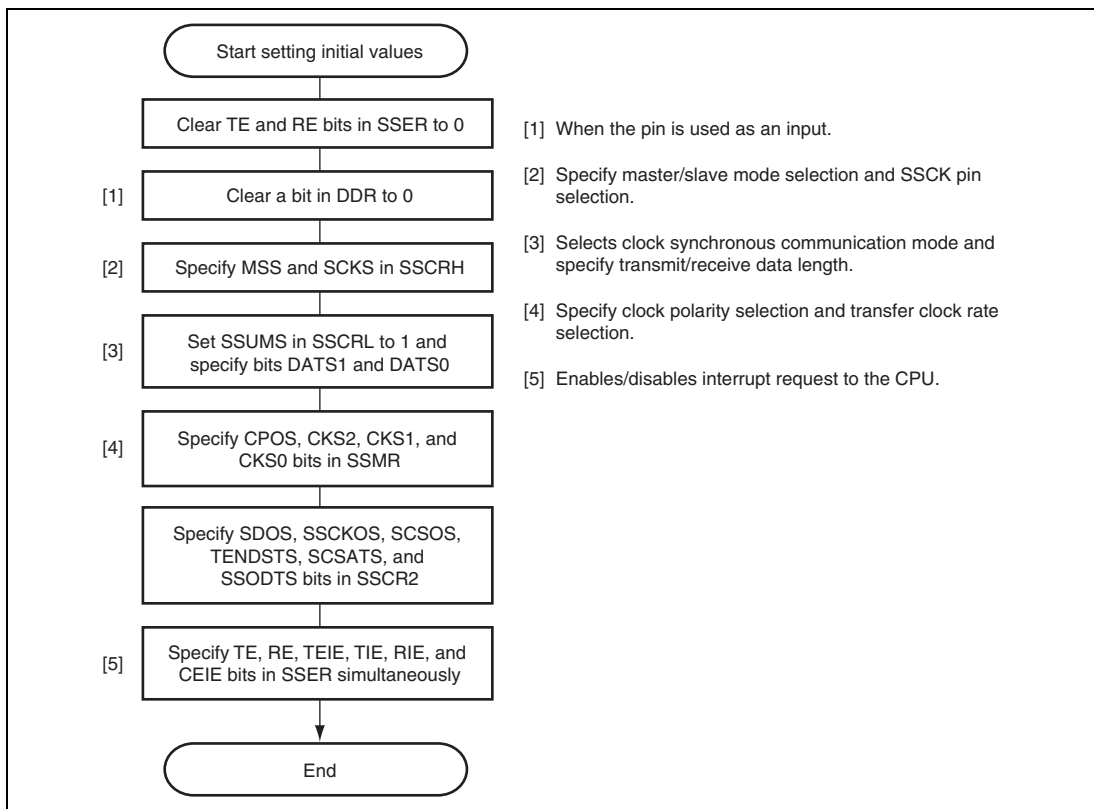 Start setting initial values
Clear TE and RE bits in SSER to 0
[1]
Clear a bit in DDR to 0
[2]
Specify MSS and SCKS in SSCRH
[3]
Set SSUMS in SSCRL to 1 and
specify bits DATS1 and DATS0
[4]
Specify CPOS, CKS2, CKS1, and
CKS0 bits in SSMR
Specify SDOS, SSCKOS, SCSOS,
TENDSTS, SCSATS, and
SSODTS bits in SSCR2
[5]
Specify TE, RE, TEIE, TIE, RIE, and
CEIE bits in SSER simultaneously
End
[1] When the pin is used as an input.
[2] Specify master/slave mode selection and SSCK pin
selection.
[3] Selects clock synchronous communication mode and
specify transmit/receive data length.
[4] Specify clock polarity selection and transfer clock rate
selection.
[5] Enables/disables interrupt request to the CPU.